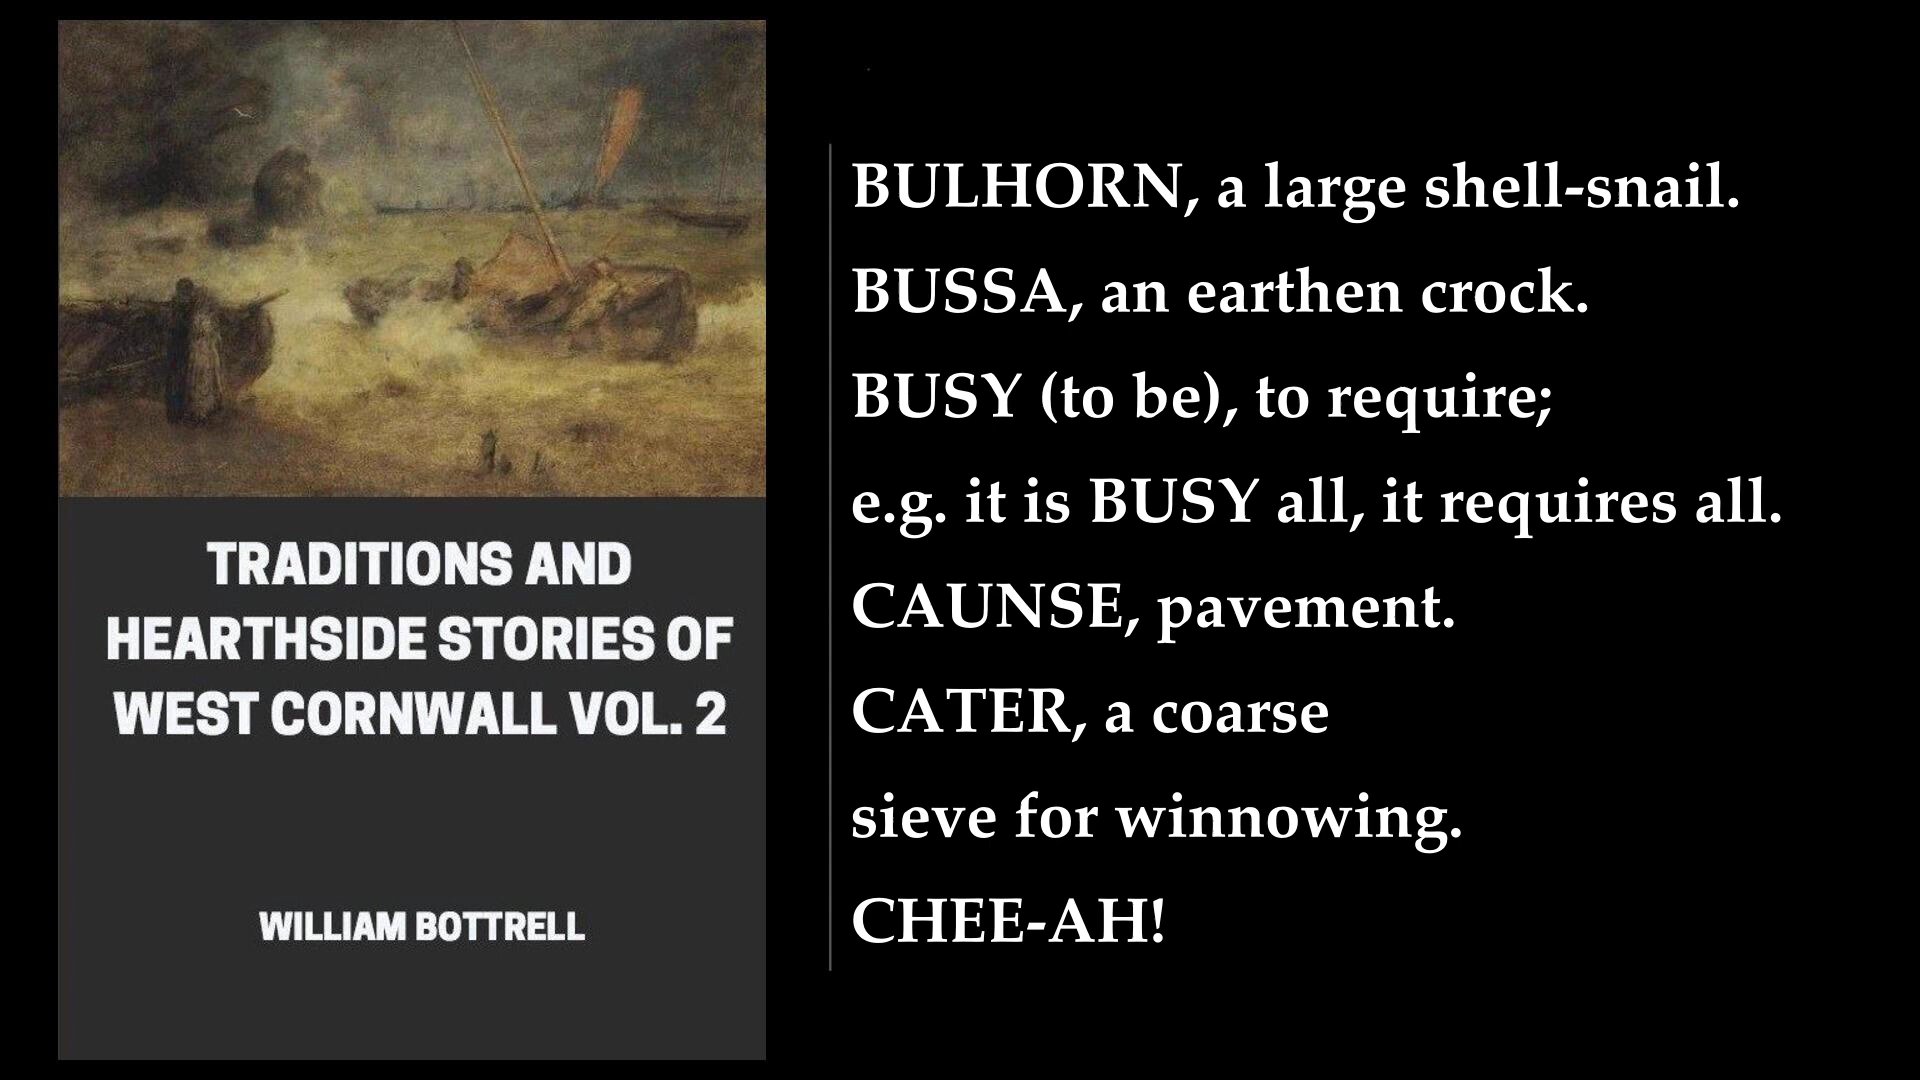 TRADITIONS AND
HEARTHSIDE STORIES OF
WEST CORNWALL VOL. 2
WILLIAM BOTTRELL
BULHORN, a large shell-snail.
BUSSA, an earthen crock.
BUSY (to be), to require;
e.g. it is BUSY all, it requires all.
CAUNSE, pavement.
CATER, a coarse
sieve for winnowing.
CHEE-AH!